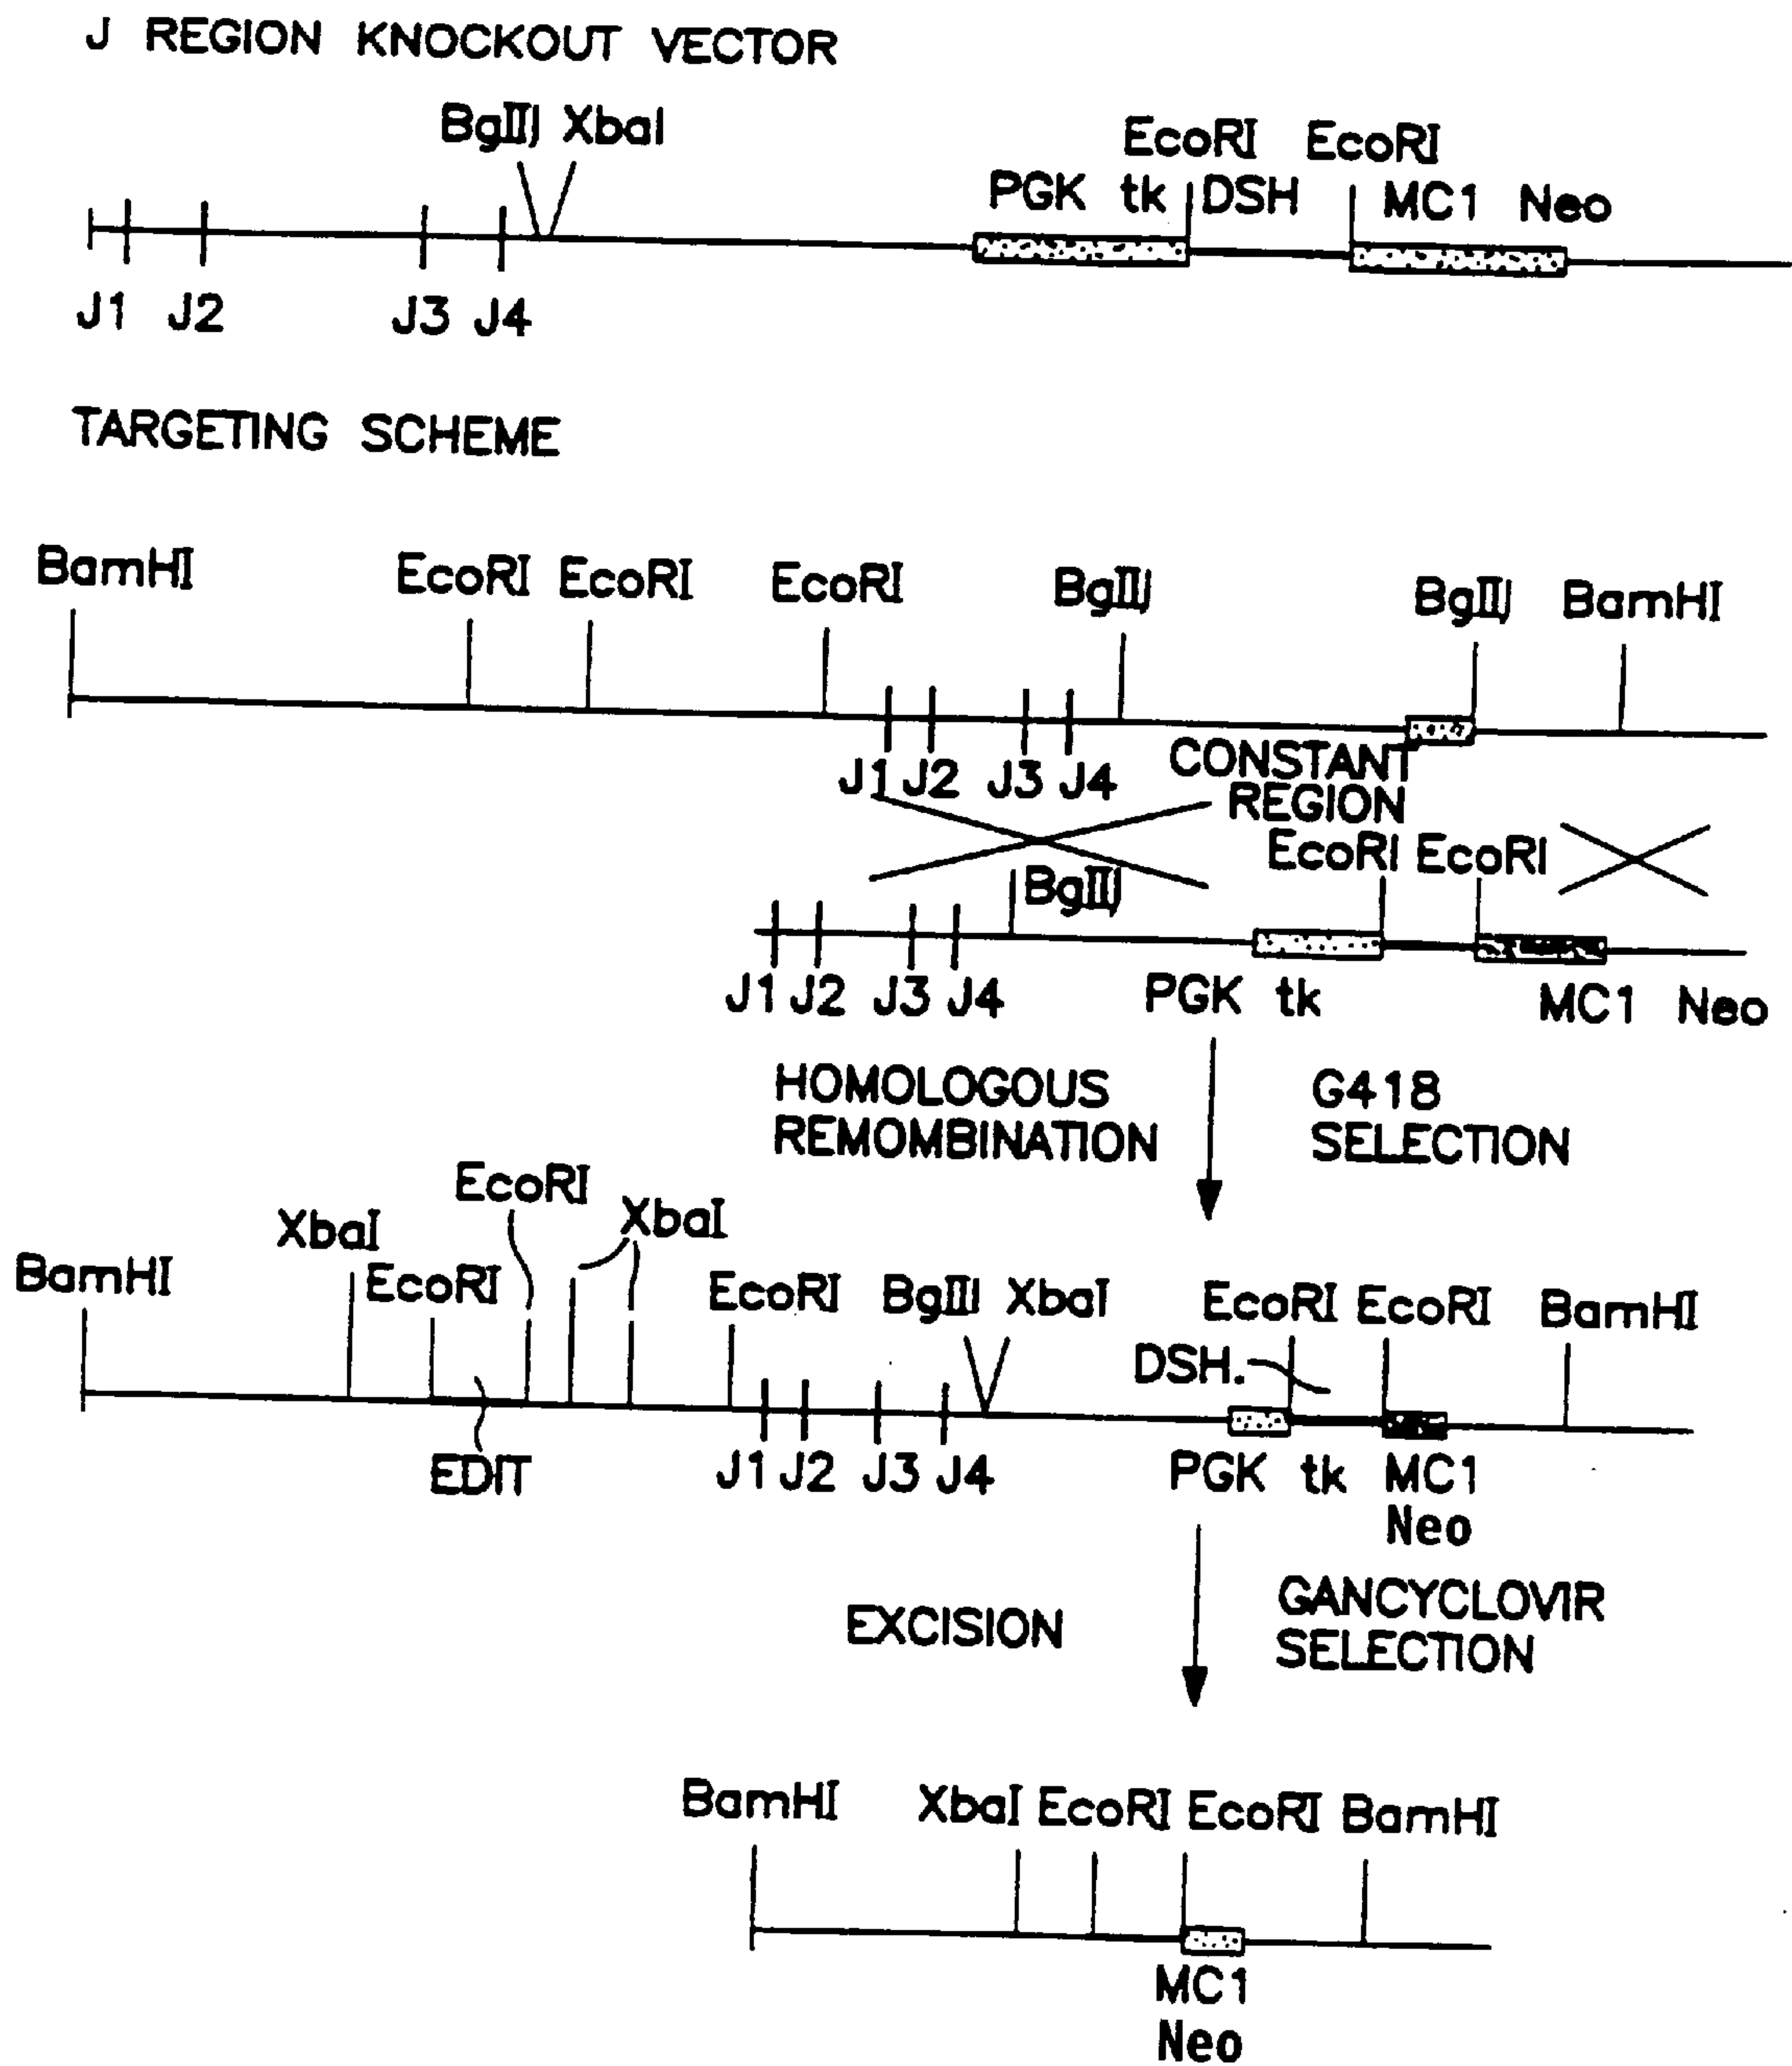 J REGION KNOCKOUT VECTOR
BglII XbaI
EcoRI EcoRI
PGK tk DSH MC1 Neo
J1 J2 J3 J4
TARGETING SCHEME
BamHI EcoRI EcoRI EcoRI BglII BglII BamHI
J1 J2 J3 J4 CONSTANT
REGION
EcoRI EcoRI
BglII
J1 J2 J3 J4 PGK tk MC1 Neo
HOMOLOGOUS G418
REMOMBINATION SELECTION
EcoRI
XbaI XbaI
BamHI EcoRI EcoRI BglII XbaI EcoRI EcoRI BamHI
DSH.
EDIT J1 J2 J3 J4 PGK tk MC1
Neo
EXCISION GANCYCLOVIR
SELECTION
BamHI XbaI EcoRI EcoRI BamHI
MC1
Neo